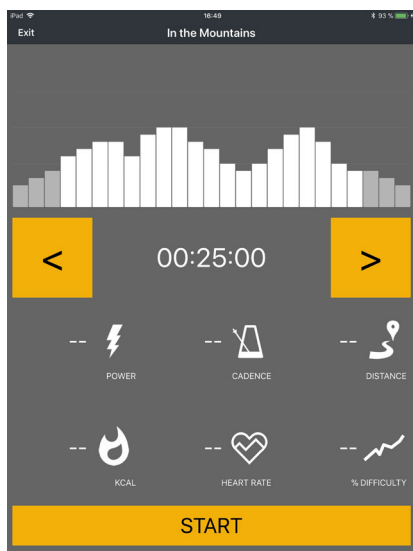 iPad 16:49 93 %
Exit In the Mountains
< 00:25:00 >
-- -- --
POWER CADENCE DISTANCE
-- -- --
KCAL HEART RATE % DIFFICULTY
START